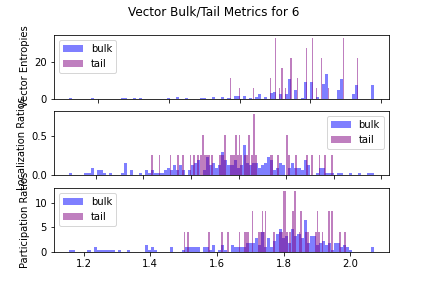 Vector Bulk/Tail Metrics for 6
Vector Entropies
20
0
bulk
tail
Localization Ratios
0.5
0.0
bulk
tail
Participation Ratios
10
5
0
bulk
tail
1.2 1.4 1.6 1.8 2.0